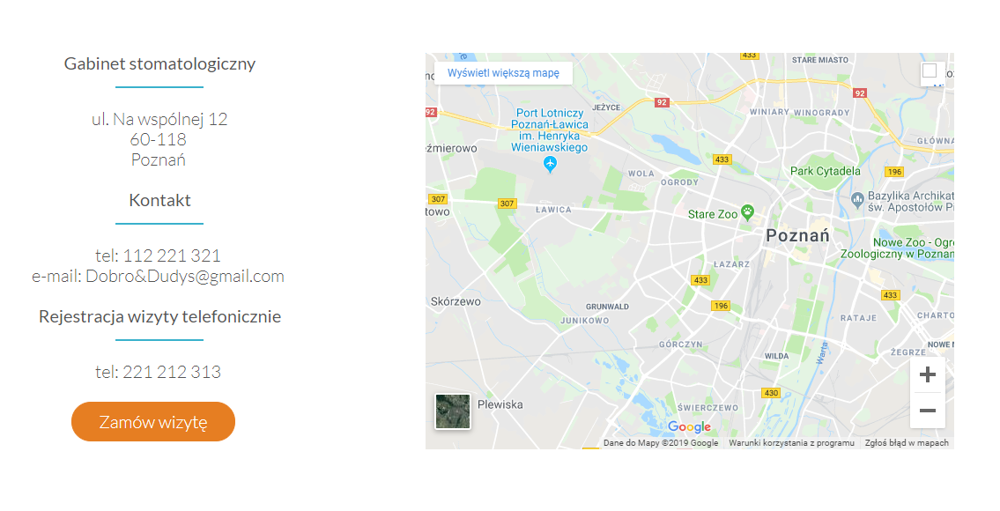 Gabinet stomatologiczny
ul. Na wspólnej 12
60-118
Poznań
Kontakt
tel: 112 221 321
e-mail: Dobro&Dudys@gmail.com
Rejestracja wizyty telefonicznie
tel: 221 212 313
Zamów wizytę
Wyświetl większą mapę
433
STARE MIASTO
92
92
92
JEŻYCE
Port Lotniczy
Poznań-Ławica
im. Henryka
Wieniawskiego
WINIARY
WINOGRADY
GŁÓWNA
źmierowo
433
WOLA
OGRODY
Park Cytadela
196
307
307
towo
ŁAWICA
Stare Zoo
Bazylika Archikat
św. Apostołów Pi
Poznań
Nowe Zoo - Ogro
Zoologiczny w Poznan
ŁAZARZ
433
433
Skórzewo
GRUNWALD
196
JUNIKOWO
RATAJE
CHARTO
GÓRCZYN
WILDA
Warta
ŻEGRZE
NOWE M
430
Plewiska
ŚWIERCZEWO
Google
Dane do Mapy ©2019 Google
Warunki korzystania z programu
Zgłoś błąd w mapach